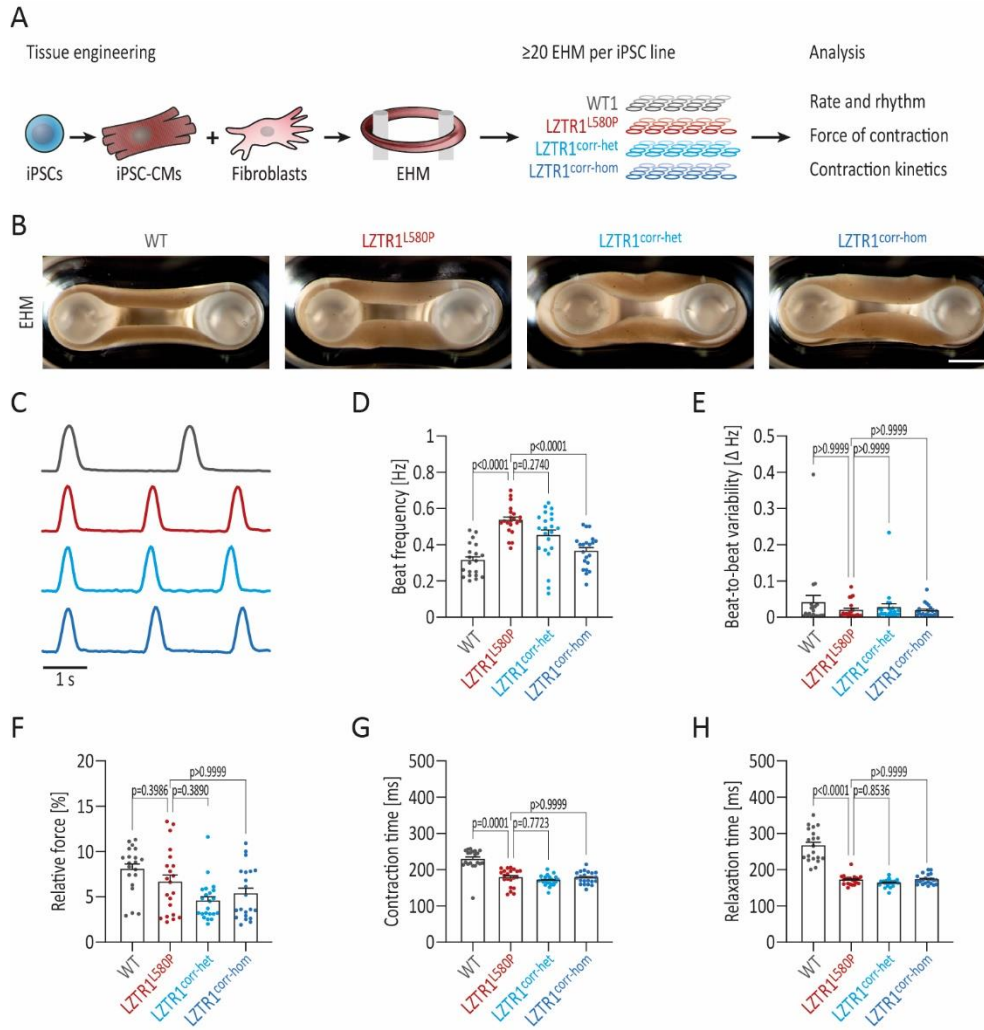 A
Tissue engineering
≥20 EHM per iPSC line
Analysis
iPSCs
iPSC-CMs
+
Fibroblasts
EHM
WT1
LZTR1L580P
LZTR1corr-het
LZTR1corr-hom
Rate and rhythm
Force of contraction
Contraction kinetics
B
WT
LZTR1L580P
LZTR1corr-het
LZTR1corr-hom
EHM
C
1 s
D
Beat frequency [Hz]
1
0.8
0.6
0.4
0.2
0
p<0.0001
p<0.0001
p=0.2740
WT
LZTR1L580P
LZTR1corr-het
LZTR1corr-hom
E
Beat-to-beat variability [Δ Hz]
0.5
0.4
0.3
0.2
0.1
0
p>0.9999
p>0.9999
p>0.9999
WT
LZTR1L580P
LZTR1corr-het
LZTR1corr-hom
F
Relative force [%]
20
15
10
5
0
p>0.9999
p=0.3986
p=0.3890
WT
LZTR1L580P
LZTR1corr-het
LZTR1corr-hom
G
Contraction time [ms]
500
400
300
200
100
0
p>0.9999
p=0.0001
p=0.7723
WT
LZTR1L580P
LZTR1corr-het
LZTR1corr-hom
H
Relaxation time [ms]
500
400
300
200
100
0
p>0.9999
p<0.0001
p=0.8536
WT
LZTR1L580P
LZTR1corr-het
LZTR1corr-hom